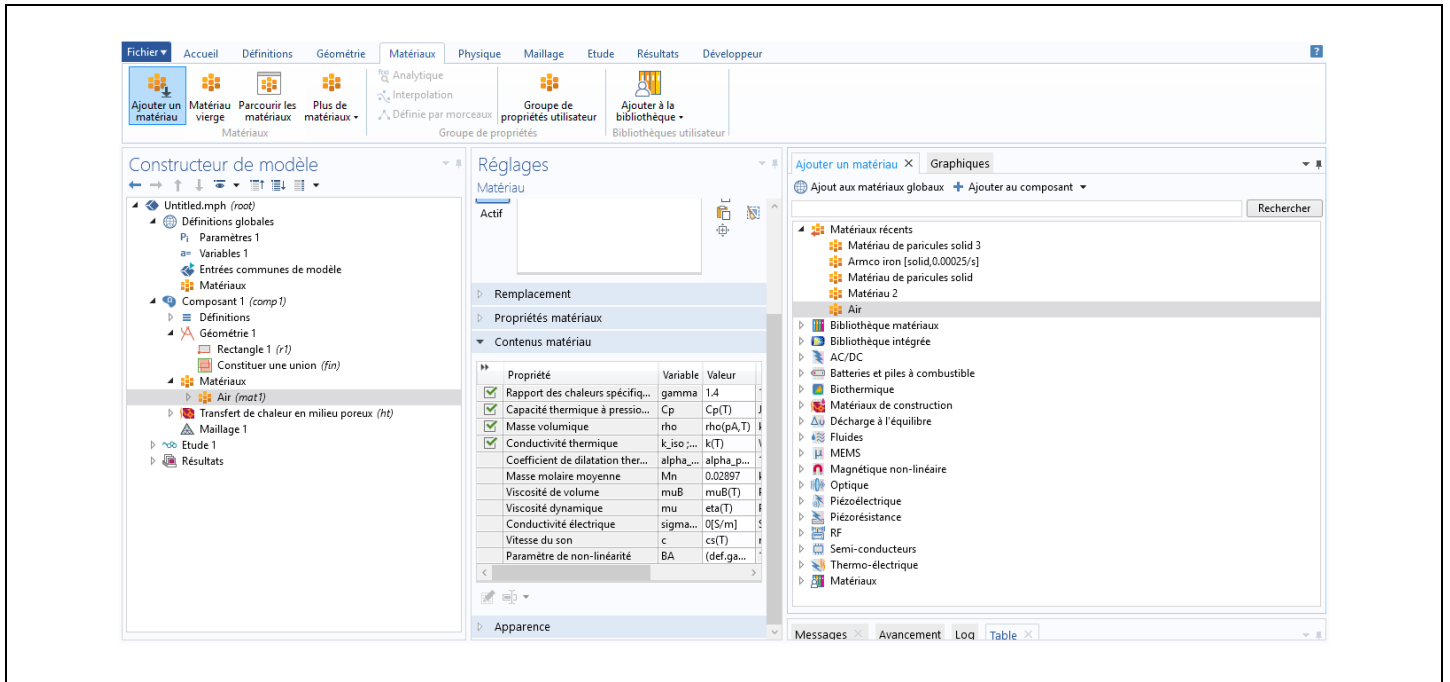 Fichier Accueil Définitions Géométrie Matériaux Physique Maillage Etude Résultats Développeur ?
Ajouter un matériau
Matériau vierge
Parcourir les matériaux
Plus de matériaux
Matériaux
Analytique
Interpolation
Définie par morceaux
Groupe de propriétés utilisateur
Groupe de propriétés
Ajouter à la bibliothèque
Bibliothèques utilisateur
Constructeur de modèle
Untitled.mph (root)
Définitions globales
Pi Paramètres 1
a= Variables 1
Entrées communes de modèle
Matériaux
Composant 1 (comp1)
Définitions
Géométrie 1
Rectangle 1 (r1)
Constituer une union (fin)
Matériaux
Air (mat1)
Transfert de chaleur en milieu poreux (ht)
Maillage 1
Etude 1
Résultats
Réglages
Matériau
Actif
Remplacement
Propriétés matériaux
Contenus matériau
Propriété Variable Valeur
Rapport des chaleurs spécifiq... gamma 1.4
Capacité thermique à pressio... Cp Cp(T)
Masse volumique rho rho(pA,T)
Conductivité thermique k_iso ;... k(T)
Coefficient de dilatation ther... alpha_... alpha_p...
Masse molaire moyenne Mn 0.02897
Viscosité de volume muB muB(T)
Viscosité dynamique mu eta(T)
Conductivité électrique sigma... 0[S/m]
Vitesse du son c cs(T)
Paramètre de non-linéarité BA (def.ga...
Apparence
Ajouter un matériau Graphiques
Ajout aux matériaux globaux Ajouter au composant
Rechercher
Matériaux récents
Matériau de paricules solid 3
Armco iron [solid,0.00025/s]
Matériau de paricules solid
Matériau 2
Air
Bibliothèque matériaux
Bibliothèque intégrée
AC/DC
Batteries et piles à combustible
Biothermique
Matériaux de construction
Décharge à l'équilibre
Fluides
MEMS
Magnétique non-linéaire
Optique
Piézoélectrique
Piézorésistance
RF
Semi-conducteurs
Thermo-électrique
Matériaux
Messages Avancement Log Table